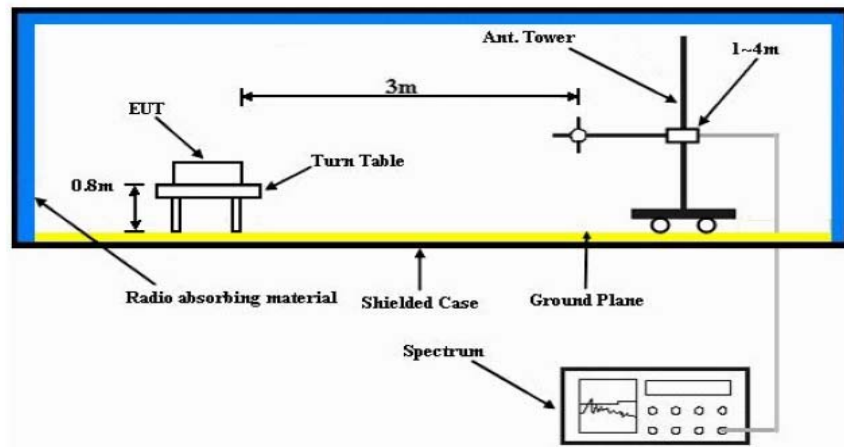 Ant. Tower
1~4m
3m
EUT
Turn Table
0.8m
Radio absorbing material
Shielded Case
Ground Plane
Spectrum